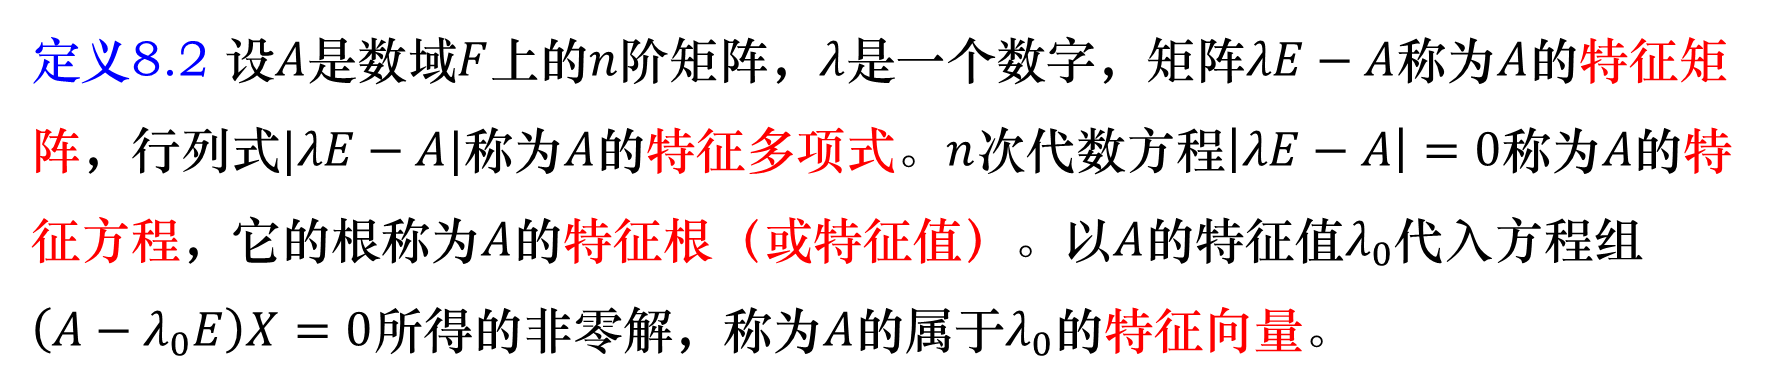 定义8.2 设A是数域F上的n阶矩阵，λ是一个数字，矩阵λE − A称为A的特征矩
阵，行列式|λE − A|称为A的特征多项式。n次代数方程|λE − A| = 0称为A的特
征方程，它的根称为A的特征根（或特征值）。以A的特征值λ₀代入方程组
(A − λ₀E)X = 0所得的非零解，称为A的属于λ₀的特征向量。